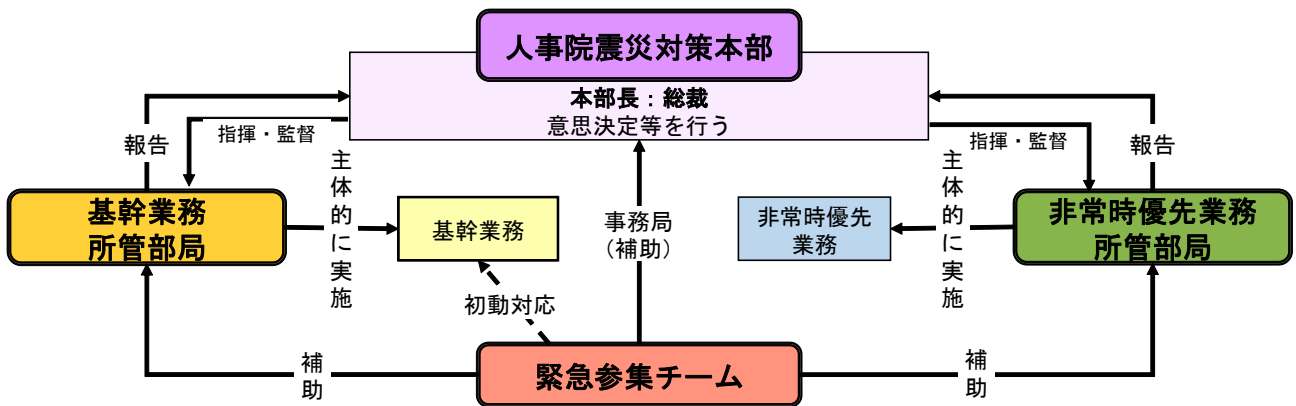 人事院震災対策本部
本部長：総裁
意思決定等を行う
報告
指揮・監督
主体的に実施
指揮・監督
報告
主体的に実施
基幹業務
所管部局
基幹業務
事務局
（補助）
非常時優先
業務
非常時優先業務
所管部局
初動対応
補助
緊急参集チーム
補助